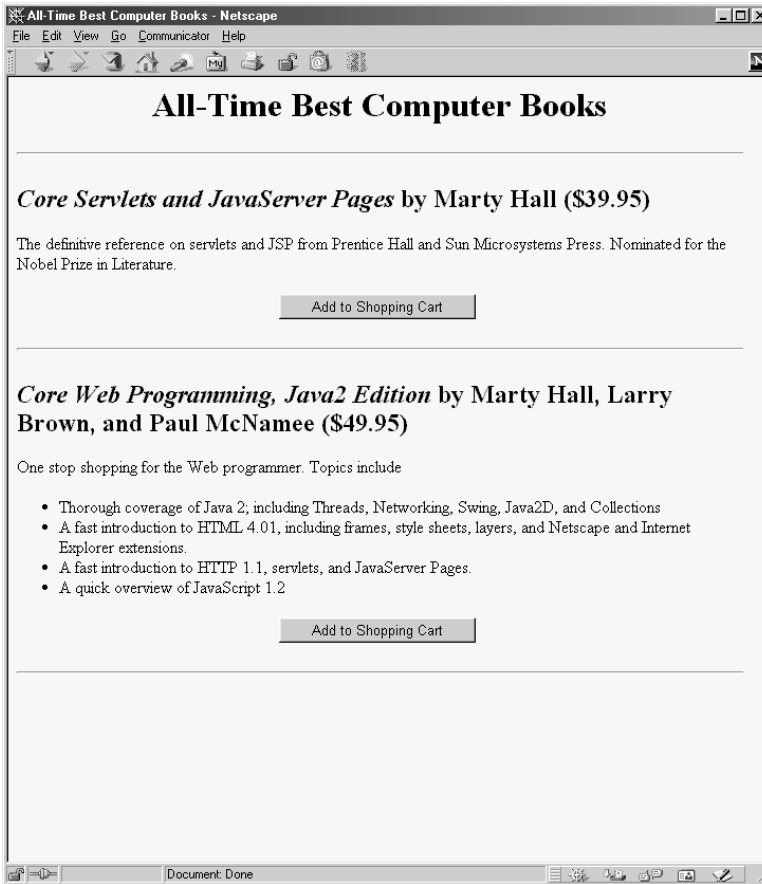 All-Time Best Computer Books - Netscape
File Edit View Go Communicator Help
My
N
All-Time Best Computer Books
Core Servlets and JavaServer Pages by Marty Hall ($39.95)
The definitive reference on servlets and JSP from Prentice Hall and Sun Microsystems Press. Nominated for the
Nobel Prize in Literature.
Add to Shopping Cart
Core Web Programming, Java2 Edition by Marty Hall, Larry
Brown, and Paul McNamee ($49.95)
One stop shopping for the Web programmer. Topics include
• Thorough coverage of Java 2; including Threads, Networking, Swing, Java2D, and Collections
• A fast introduction to HTML 4.01, including frames, style sheets, layers, and Netscape and Internet
Explorer extensions.
• A fast introduction to HTTP 1.1, servlets, and JavaServer Pages.
• A quick overview of JavaScript 1.2
Add to Shopping Cart
Document: Done